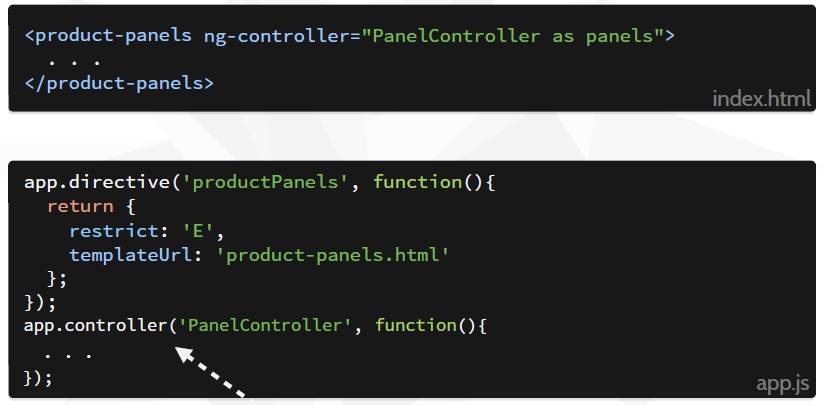 <product-panels ng-controller="PanelController as panels">
. . .
</product-panels>
index.html
app.directive('productPanels', function(){
return {
restrict: 'E',
templateUrl: 'product-panels.html'
};
});
app.controller('PanelController', function(){
. . .
});
app.js